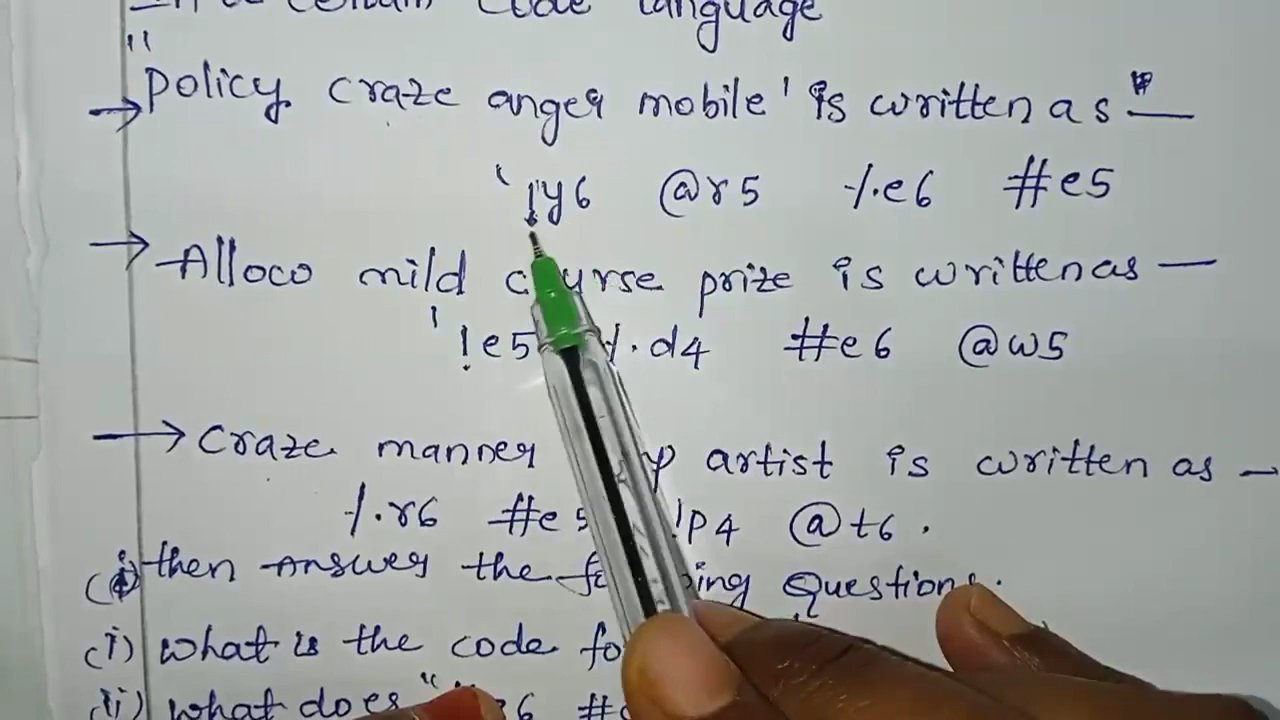 code language
"
→ policy craze anger mobile' is written as —
' !y6 @r5 %e6 #e5
→ Alloco mild course prize is written as —
' !e5 %.d4 #e6 @w5
→ craze manner artist is written as —
%.r6 #e5 !p4 @t6 .
then Answer the Questions.
(i) what is the code
(ii) what does "